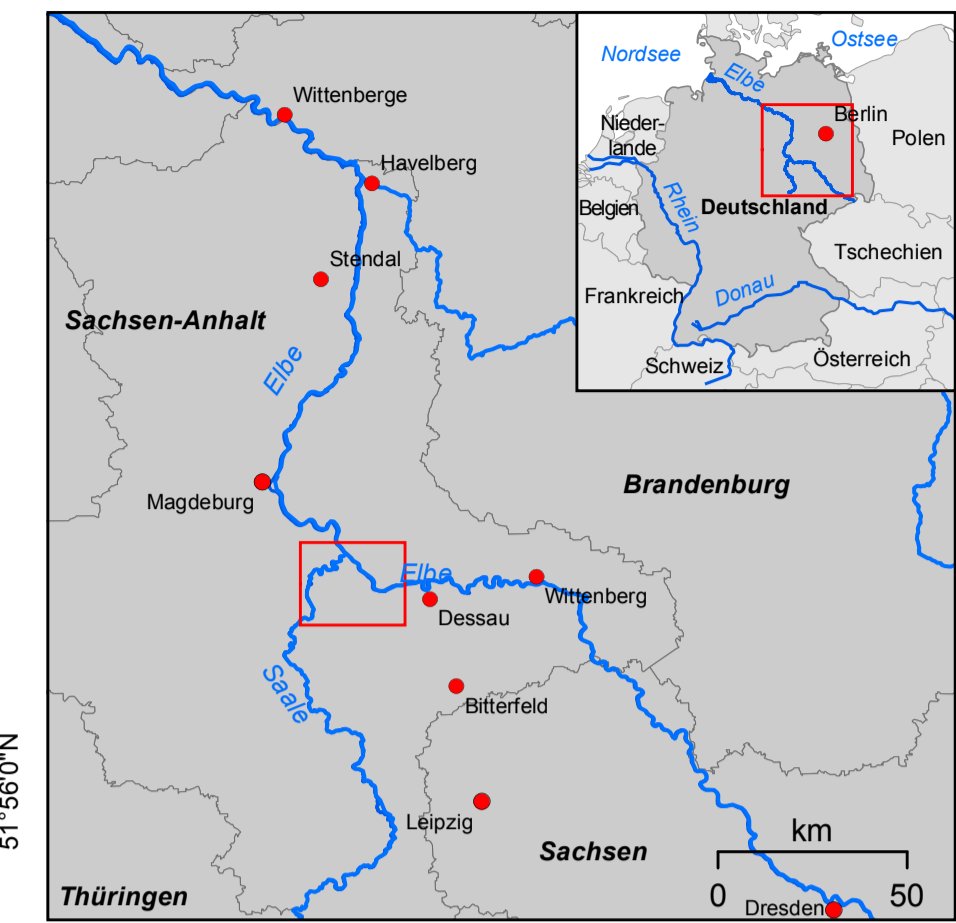 Nordsee
Ostsee
Elbe
Berlin
Nieder-
lande
Polen
Belgien
Rhein
Deutschland
Tschechien
Frankreich
Donau
Schweiz
Österreich
Wittenberge
Havelberg
Stendal
Sachsen-Anhalt
Elbe
Brandenburg
Magdeburg
Elbe
Wittenberg
Dessau
Saale
Bitterfeld
Leipzig
Sachsen
km
0 50
Thüringen
Dresden
51°56'0"N